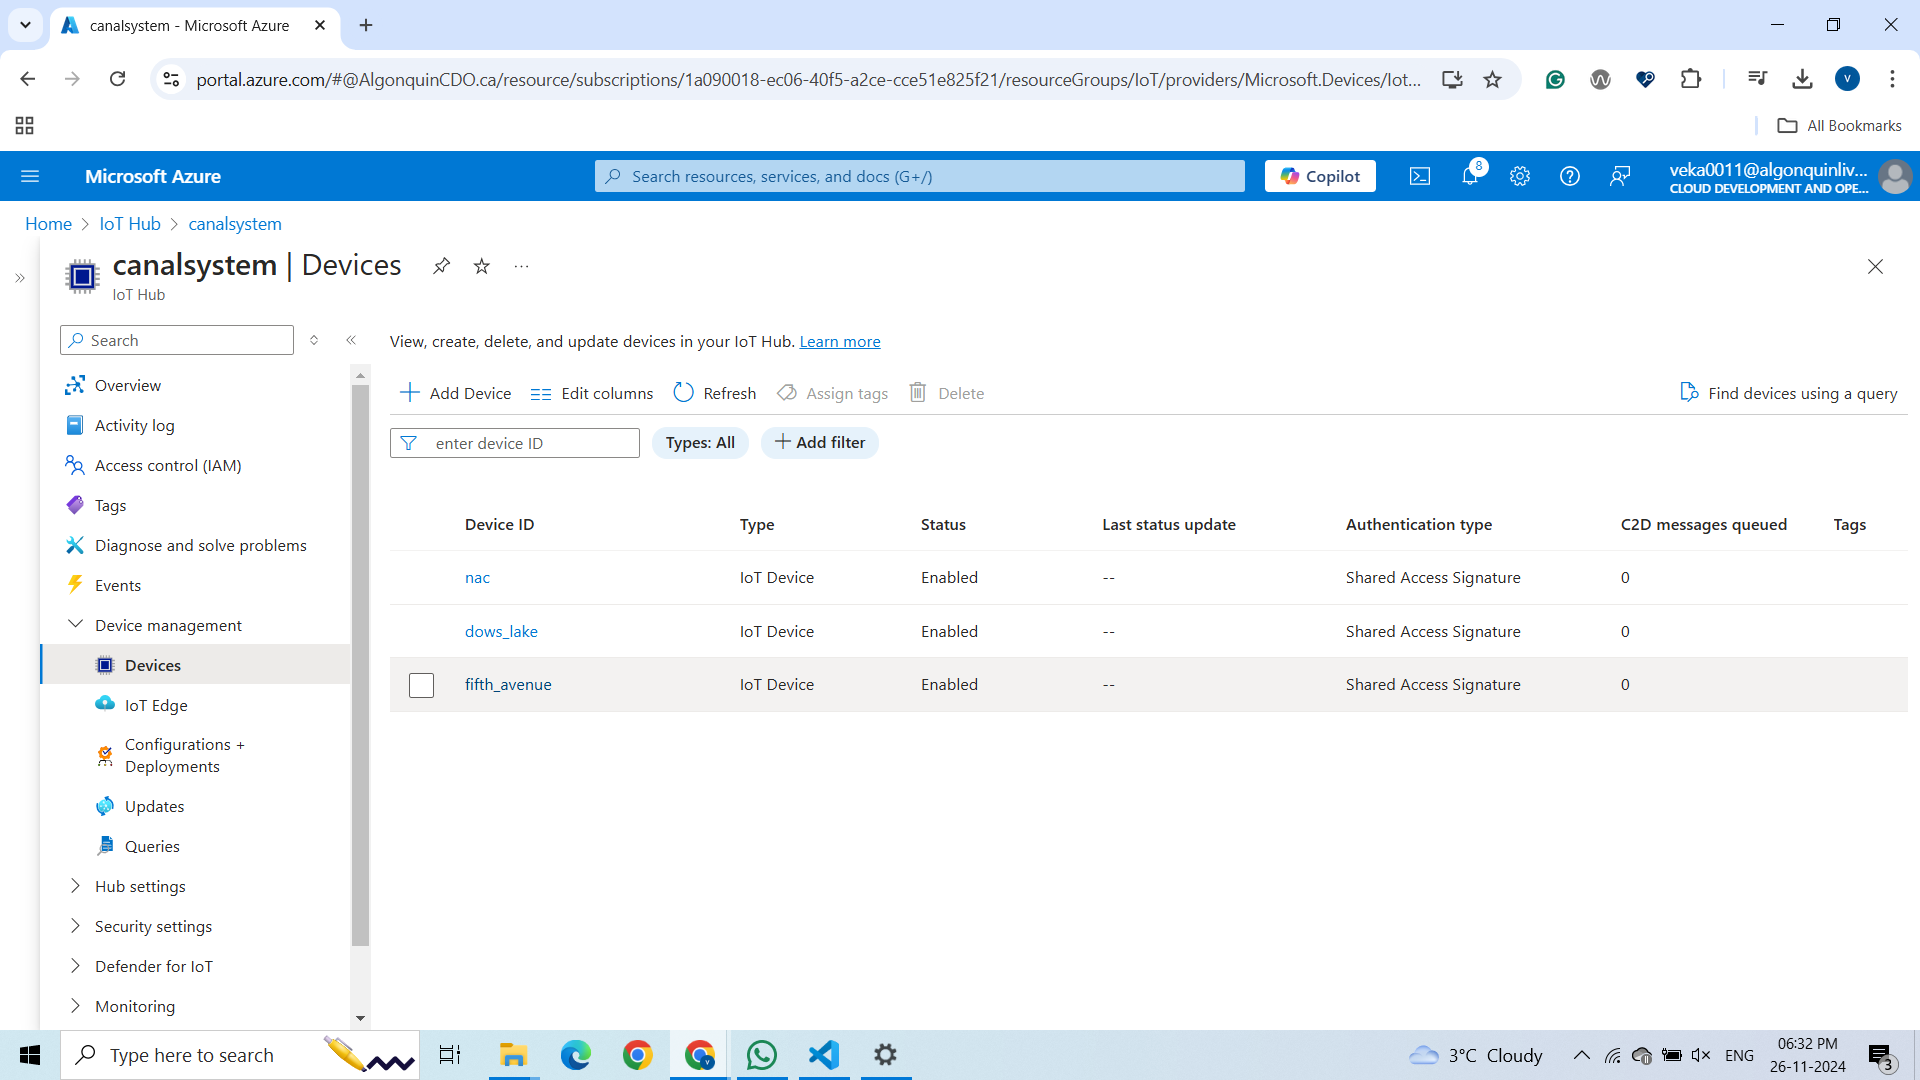 canalsystem - Microsoft Azure
portal.azure.com/#@AlgonquinCDO.ca/resource/subscriptions/1a090018-ec06-40f5-a2ce-cce51e825f21/resourceGroups/IoT/providers/Microsoft.Devices/Iot...
V
All Bookmarks
Microsoft Azure
Search resources, services, and docs (G+/)
Copilot
8
veka0011@algonquinliv...
CLOUD DEVELOPMENT AND OPE...
Home > IoT Hub > canalsystem
canalsystem | Devices
IoT Hub
Search
Overview
Activity log
Access control (IAM)
Tags
Diagnose and solve problems
Events
Device management
Devices
IoT Edge
Configurations +
Deployments
Updates
Queries
Hub settings
Security settings
Defender for IoT
Monitoring
View, create, delete, and update devices in your IoT Hub. Learn more
Add Device Edit columns Refresh Assign tags Delete Find devices using a query
enter device ID Types: All Add filter
Device ID Type Status Last status update Authentication type C2D messages queued Tags
nac IoT Device Enabled -- Shared Access Signature 0
dows_lake IoT Device Enabled -- Shared Access Signature 0
fifth_avenue IoT Device Enabled -- Shared Access Signature 0
Type here to search
3°C Cloudy
ENG
06:32 PM
26-11-2024
3